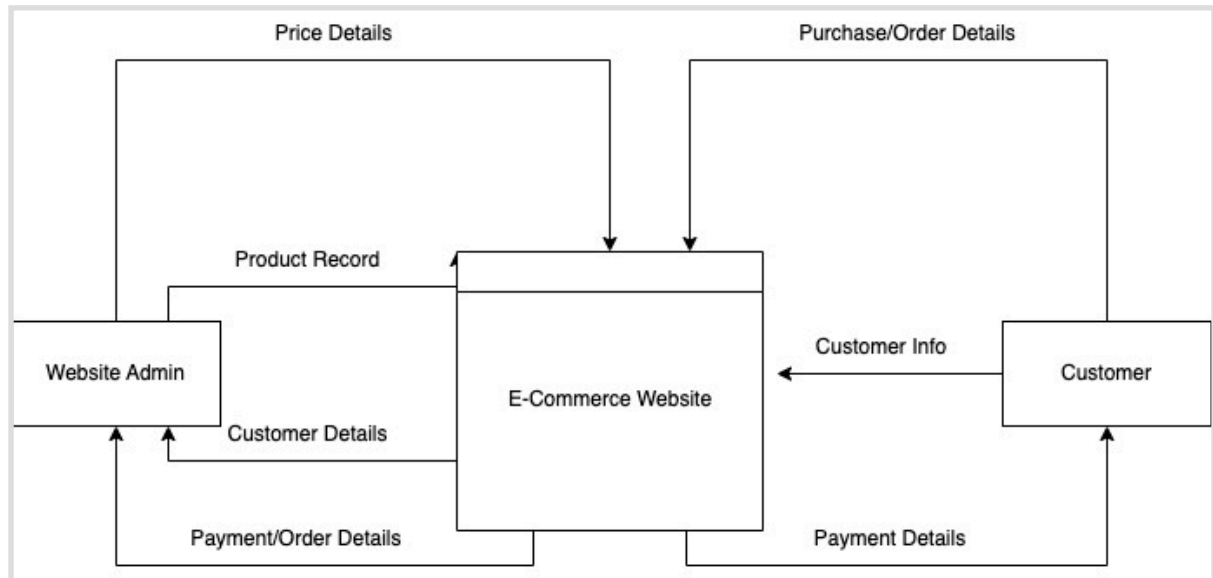 Price Details
Purchase/Order Details
Product Record
Customer Info
Website Admin
Customer
E-Commerce Website
Customer Details
Payment/Order Details
Payment Details